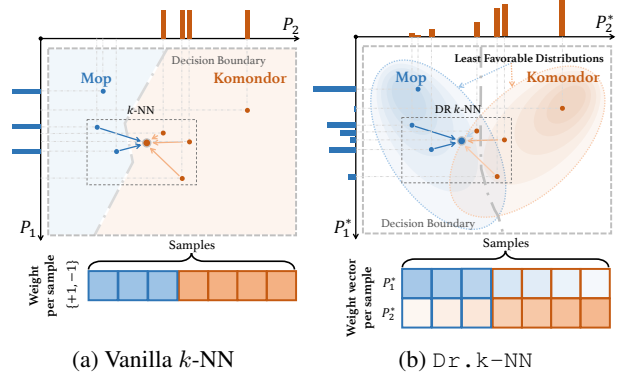 P₂
Decision Boundary
Mop
Komondor
k-NN
P₁
Samples
Weight
per sample
{+1, −1}
(a) Vanilla k-NN
P₂*
Least Favorable Distributions
Mop
Komondor
DR k-NN
Decision Boundary
P₁*
Samples
Weight vector
per sample
P₁*
P₂*
(b) Dr.k-NN